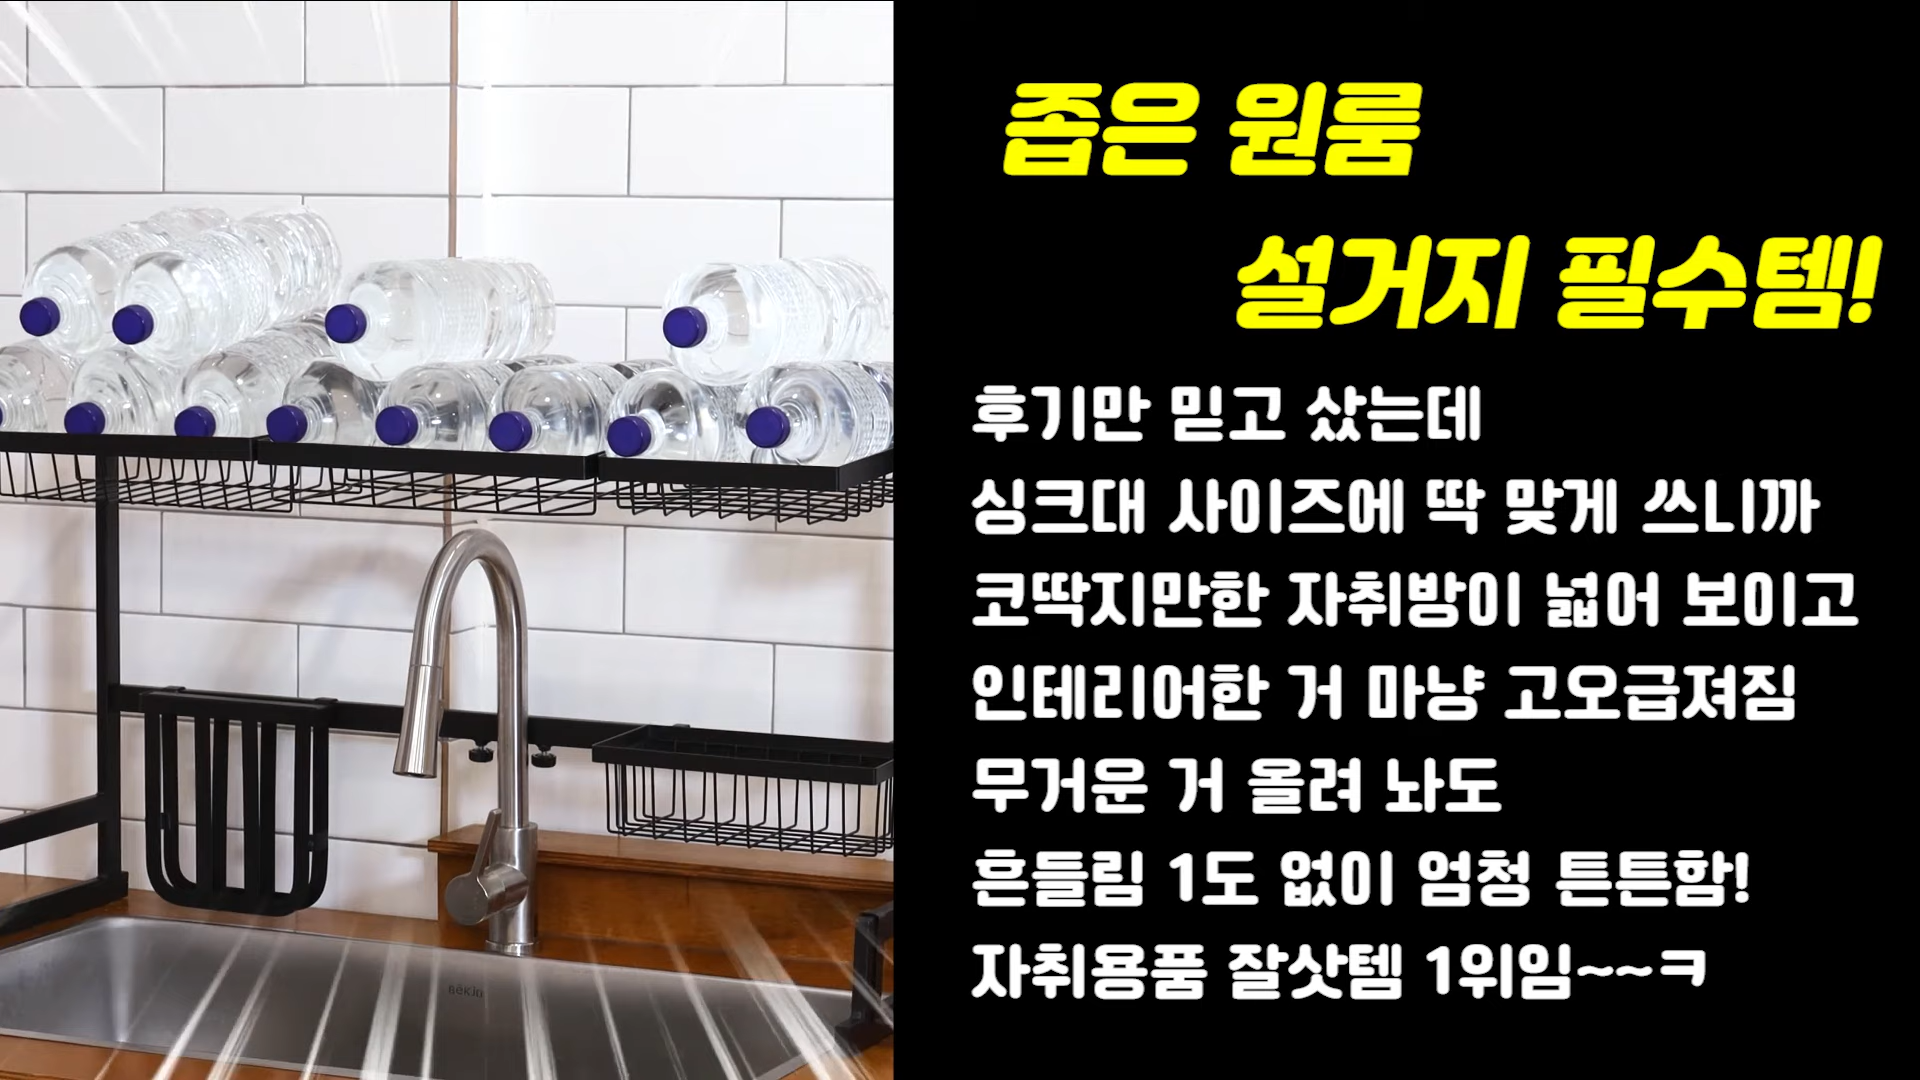 좁은 원룸
설거지 필수템!
후기만 믿고 샀는데
싱크대 사이즈에 딱 맞게 쓰니까
코딱지만한 자취방이 넓어 보이고
인테리어한 거 마냥 고오급져짐
무거운 거 올려 놔도
흔들림 1도 없이 엄청 튼튼함!
자취용품 잘삿템 1위임~~ㅋ